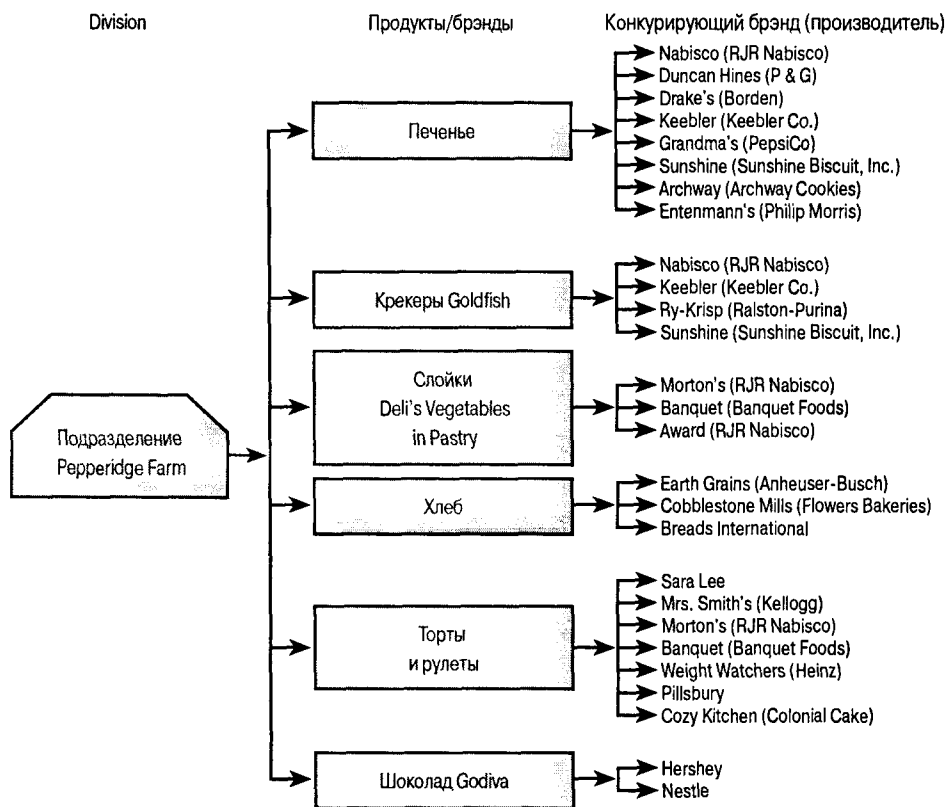 Division
Продукты/брэнды
Конкурирующий брэнд (производитель)
Подразделение
Pepperidge Farm
Печенье
Nabisco (RJR Nabisco)
Duncan Hines (P & G)
Drake's (Borden)
Keebler (Keebler Co.)
Grandma's (PepsiCo)
Sunshine (Sunshine Biscuit, Inc.)
Archway (Archway Cookies)
Entenmann's (Philip Morris)
Крекеры Goldfish
Nabisco (RJR Nabisco)
Keebler (Keebler Co.)
Ry-Krisp (Ralston-Purina)
Sunshine (Sunshine Biscuit, Inc.)
Слойки
Deli's Vegetables
in Pastry
Morton's (RJR Nabisco)
Banquet (Banquet Foods)
Award (RJR Nabisco)
Хлеб
Earth Grains (Anheuser-Busch)
Cobblestone Mills (Flowers Bakeries)
Breads International
Торты
и рулеты
Sara Lee
Mrs. Smith's (Kellogg)
Morton's (RJR Nabisco)
Banquet (Banquet Foods)
Weight Watchers (Heinz)
Pillsbury
Cozy Kitchen (Colonial Cake)
Шоколад Godiva
Hershey
Nestle